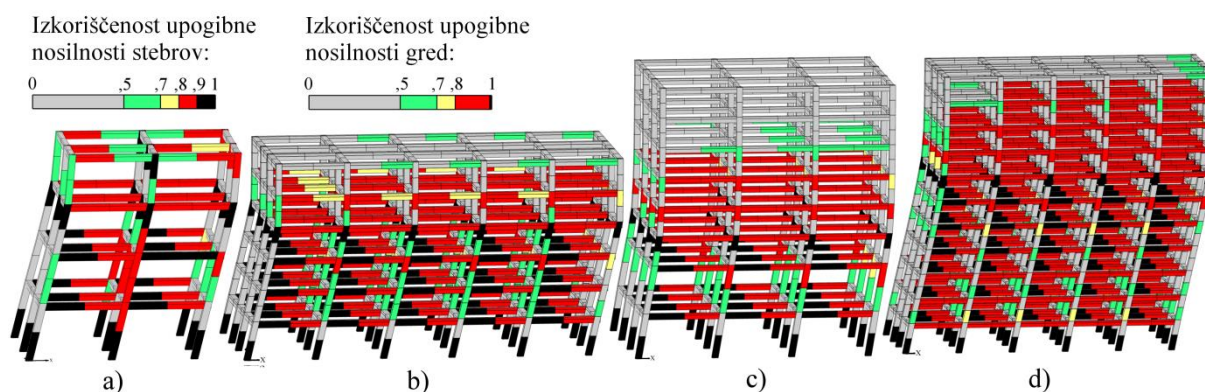 Izkoriščenost upogibne
nosilnosti stebrov:
0 ,5 ,7 ,8 ,9 1
Izkoriščenost upogibne
nosilnosti gred:
0 ,5 ,7 ,8 1
x
x
x
x
a) b) c) d)